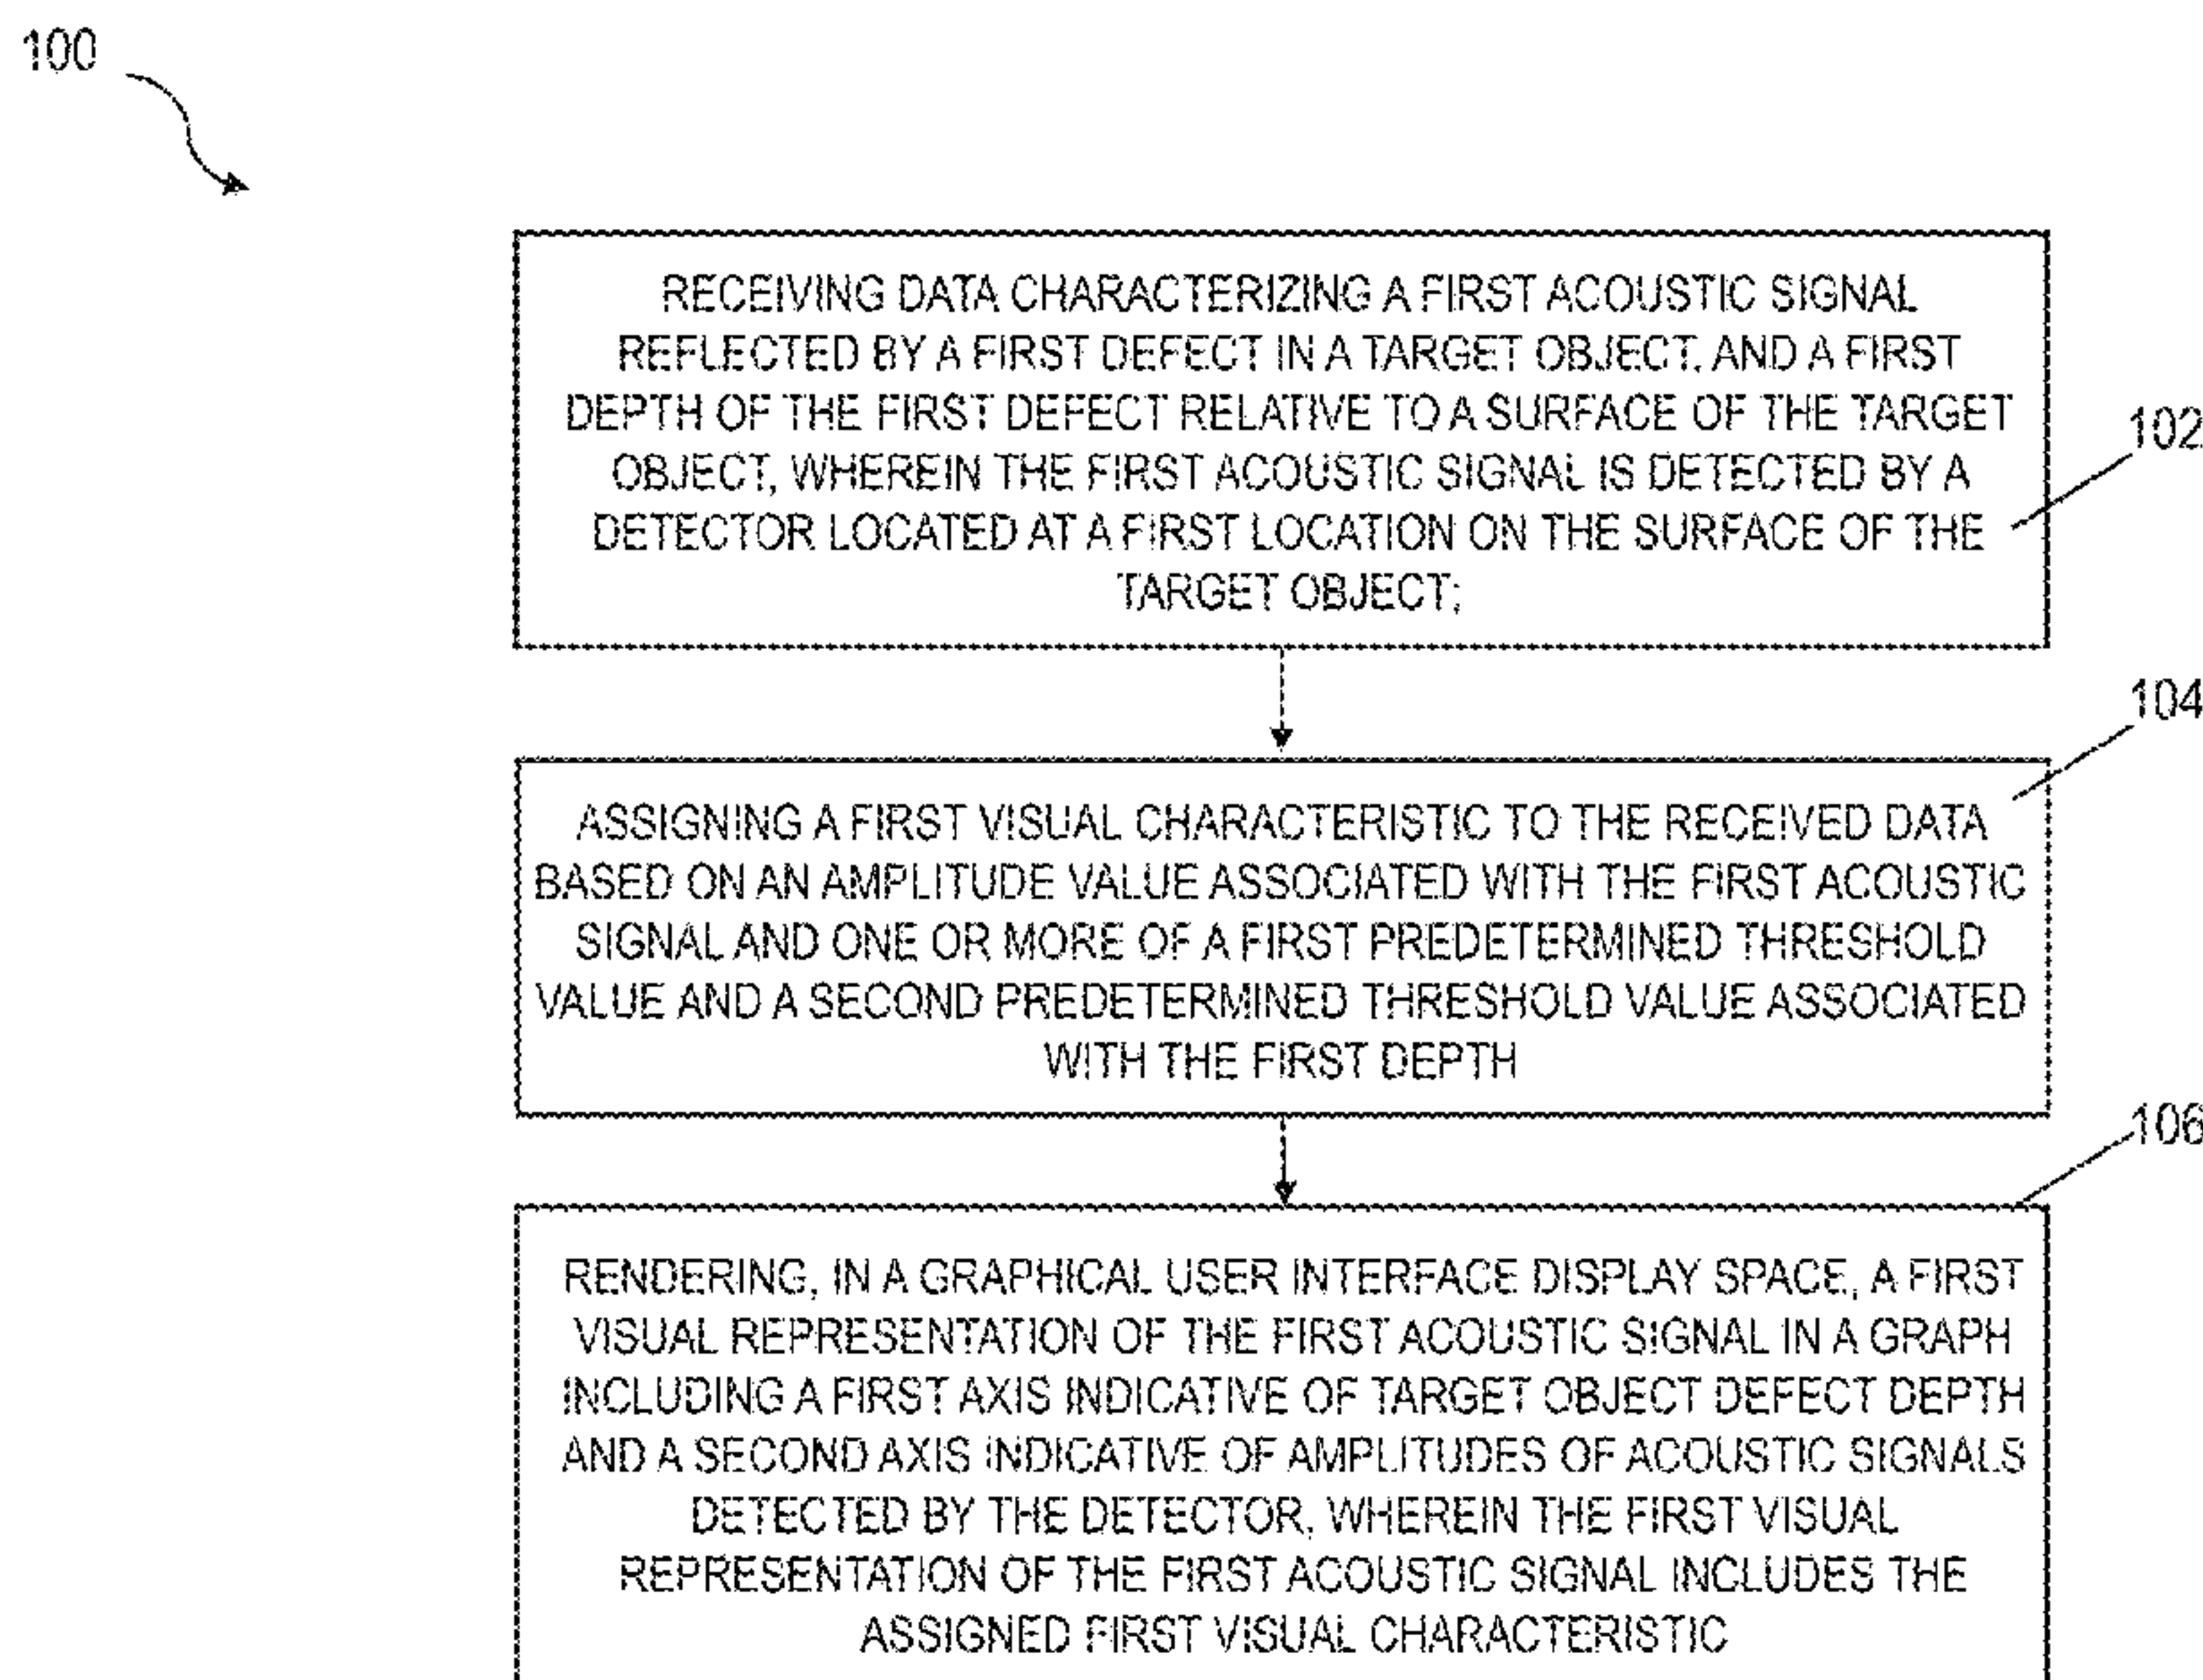 100
RECEIVING DATA CHARACTERIZING A FIRST ACOUSTIC SIGNAL
REFLECTED BY A FIRST DEFECT IN A TARGET OBJECT, AND A FIRST
DEPTH OF THE FIRST DEFECT RELATIVE TO A SURFACE OF THE TARGET
OBJECT, WHEREIN THE FIRST ACOUSTIC SIGNAL IS DETECTED BY A
DETECTOR LOCATED AT A FIRST LOCATION ON THE SURFACE OF THE
TARGET OBJECT;
102
ASSIGNING A FIRST VISUAL CHARACTERISTIC TO THE RECEIVED DATA
BASED ON AN AMPLITUDE VALUE ASSOCIATED WITH THE FIRST ACOUSTIC
SIGNAL AND ONE OR MORE OF A FIRST PREDETERMINED THRESHOLD
VALUE AND A SECOND PREDETERMINED THRESHOLD VALUE ASSOCIATED
WITH THE FIRST DEPTH
104
RENDERING, IN A GRAPHICAL USER INTERFACE DISPLAY SPACE, A FIRST
VISUAL REPRESENTATION OF THE FIRST ACOUSTIC SIGNAL IN A GRAPH
INCLUDING A FIRST AXIS INDICATIVE OF TARGET OBJECT DEFECT DEPTH
AND A SECOND AXIS INDICATIVE OF AMPLITUDES OF ACOUSTIC SIGNALS
DETECTED BY THE DETECTOR, WHEREIN THE FIRST VISUAL
REPRESENTATION OF THE FIRST ACOUSTIC SIGNAL INCLUDES THE
ASSIGNED FIRST VISUAL CHARACTERISTIC
106